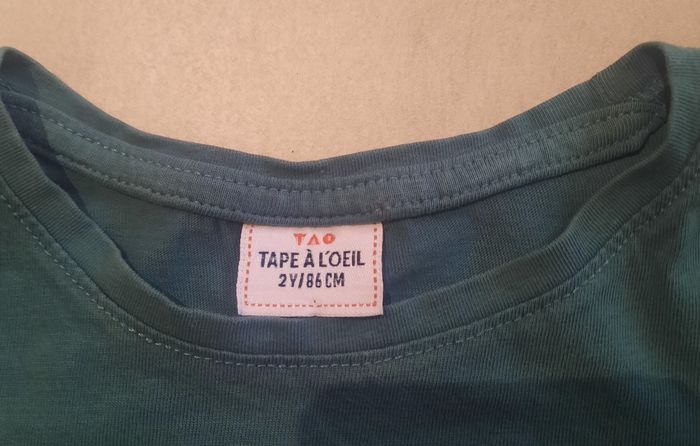 TAO
TAPE À L'OEIL
2Y/86CM